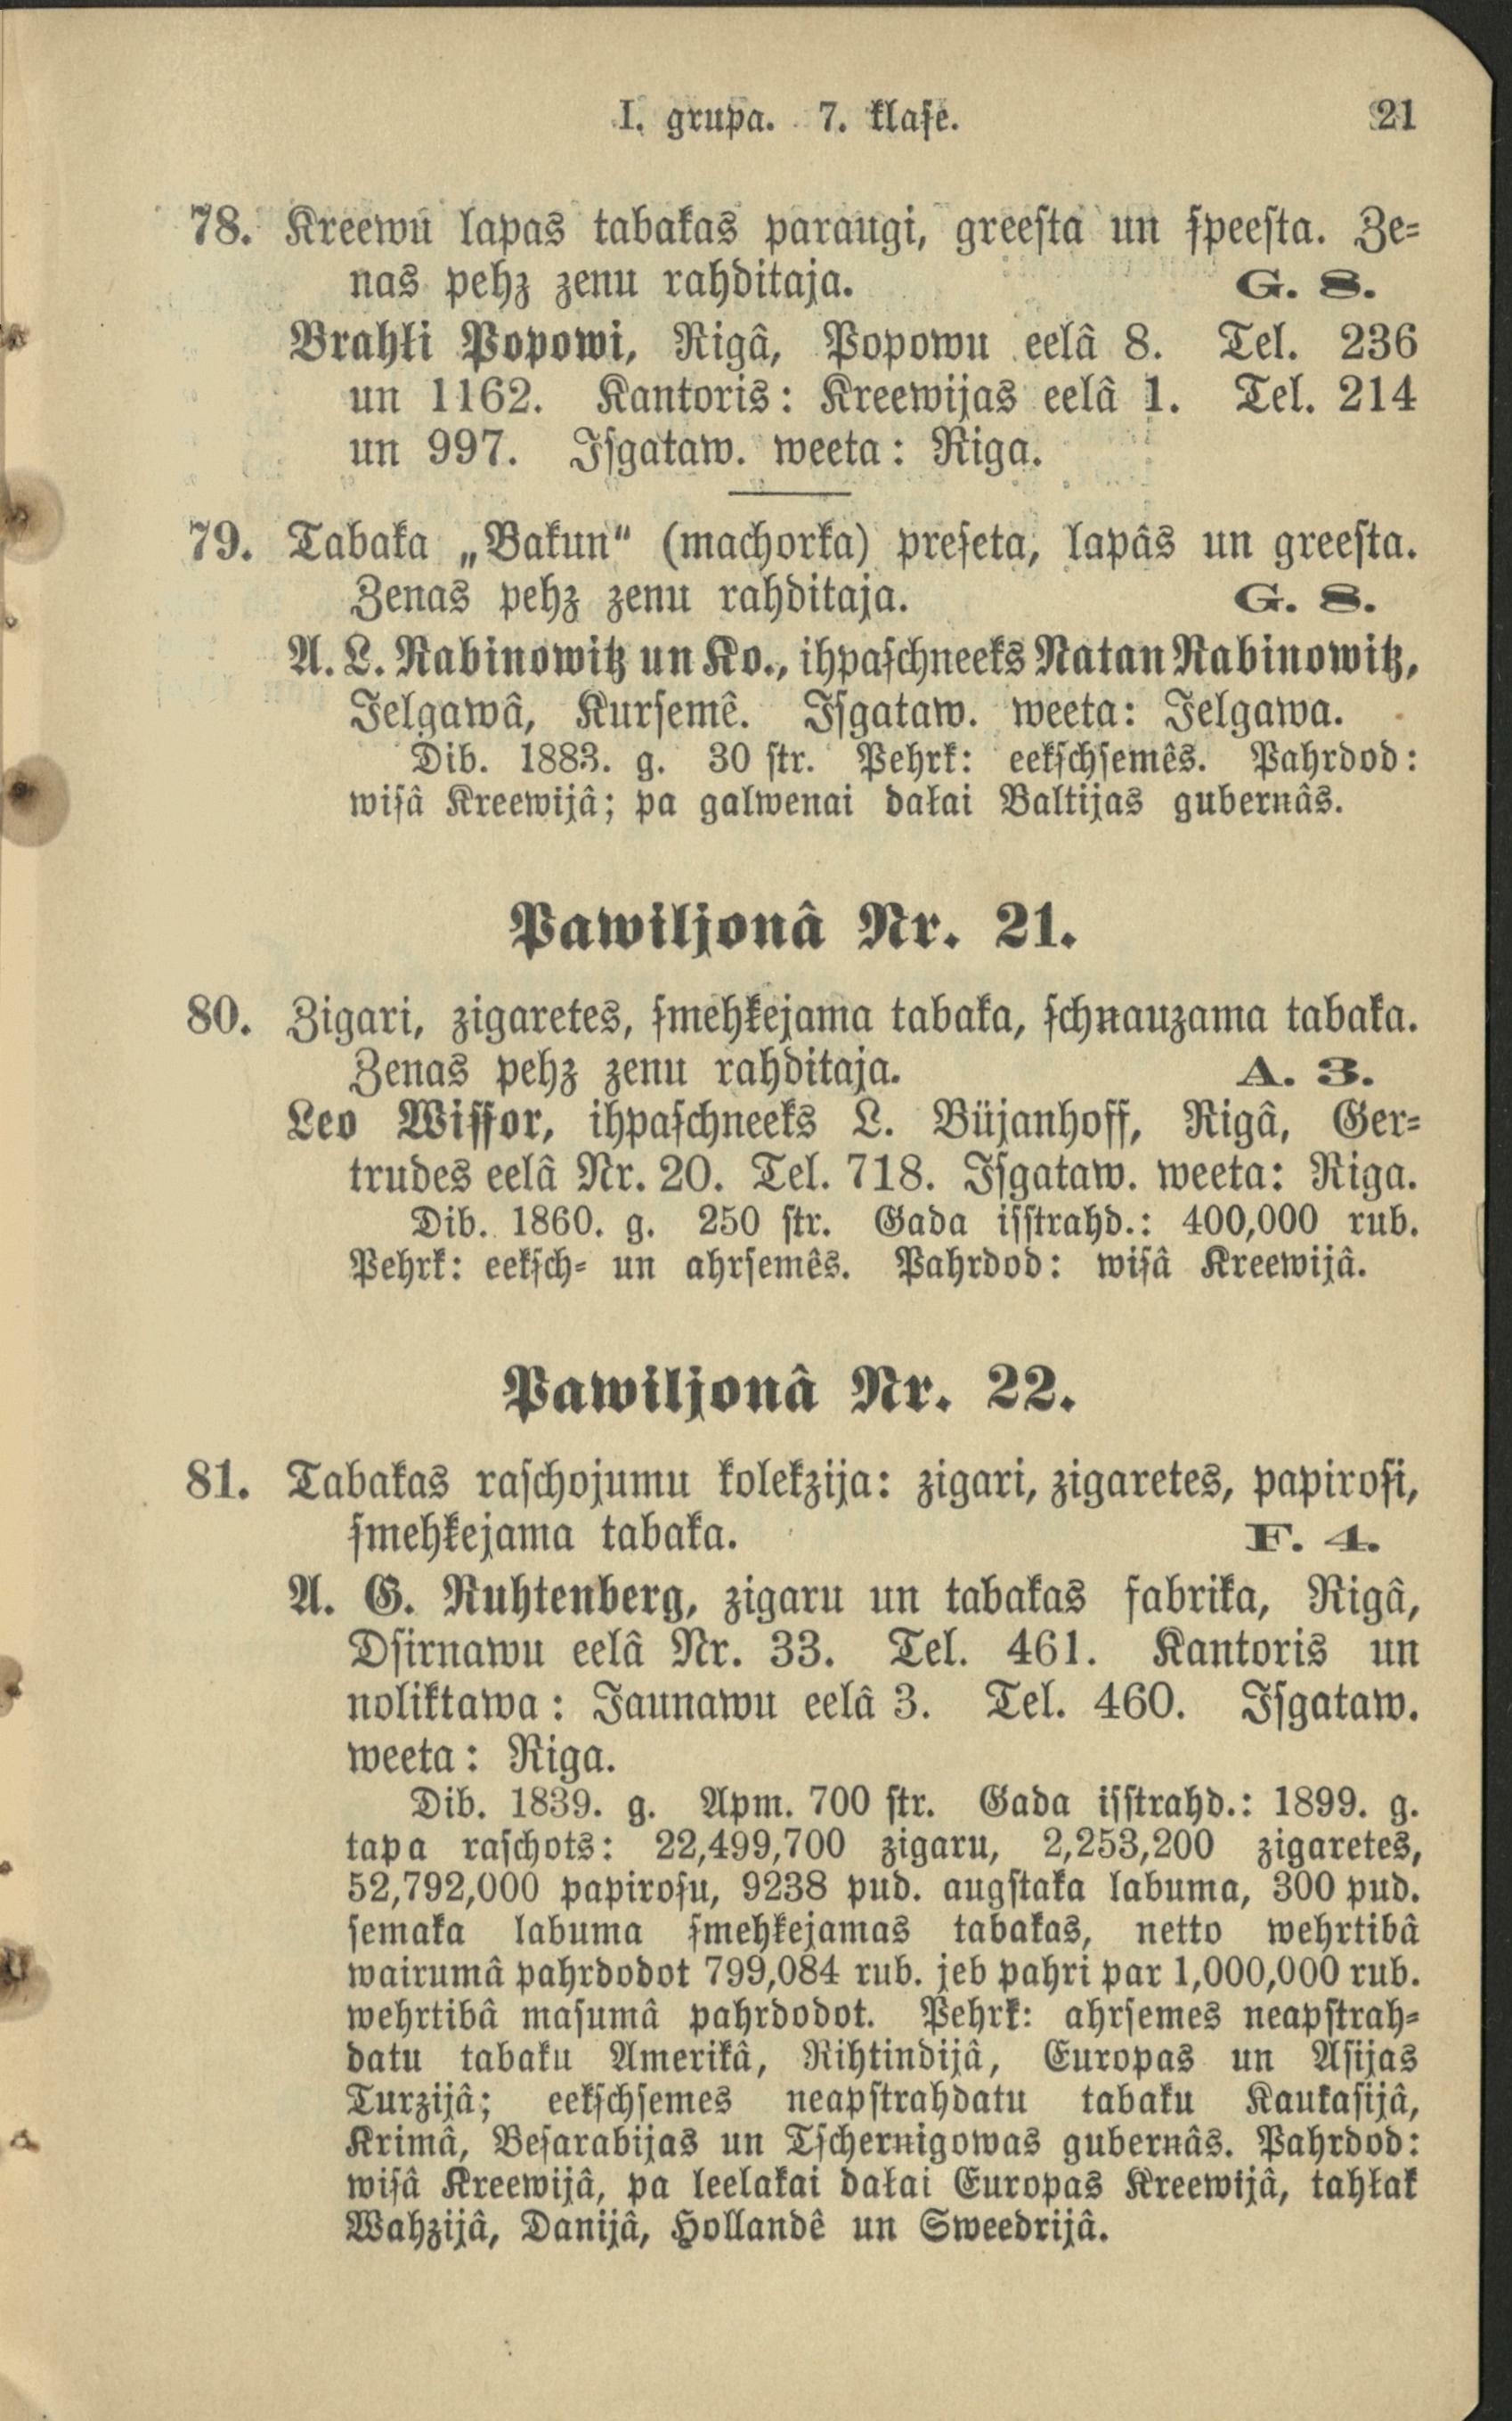 I. grupa. 7. klase. 21
78. Kreewu lapas tabakas paraugi, greesta un speesta. Ze-
nas pehz zenu rahditaja. G. 8.
Brahłi Popowi, Rigâ, Popowu eelâ 8. Tel. 236
un 1162. Kantoris: Kreewijas eelâ 1. Tel. 214
un 997. Isgataw. weeta: Riga.
79. Tabaka „Bakun“ (machorka) preseta, lapâs un greesta.
Zenas pehz zenu rahditaja. G. 8.
A. L. Rabinowitz un Ko., ihpaschneeks Natan Rabinowitz,
Jelgawâ, Kursemê. Isgataw. weeta: Jelgawa.
Dib. 1883. g. 30 str. Pehrk: eekschsemês. Pahrdod:
wisâ Kreewijâ; pa galwenai dałai Baltijas gubernâs.
Pawiljonâ Nr. 21.
80. Zigari, zigaretes, smehkejama tabaka, schnauzama tabaka.
Zenas pehz zenu rahditaja. A. 3.
Leo Wissor, ihpaschneeks L. Büjanhoff, Rigâ, Ger-
trudes eelâ Nr. 20. Tel. 718. Isgataw. weeta: Riga.
Dib. 1860. g. 250 str. Gada isstrahd.: 400,000 rub.
Pehrk: eeksch- un ahrsemês. Pahrdod: wisâ Kreewijâ.
Pawiljonâ Nr. 22.
81. Tabakas raschojumu kolekzija: zigari, zigaretes, papirosi,
smehkejama tabaka. F. 4.
A. G. Ruhtenberg, zigaru un tabakas fabrika, Rigâ,
Dsirnawu eelâ Nr. 33. Tel. 461. Kantoris un
noliktawa: Jaunawu eelâ 3. Tel. 460. Isgataw.
weeta: Riga.
Dib. 1839. g. Apm. 700 str. Gada isstrahd.: 1899. g.
tapa raschots: 22,499,700 zigaru, 2,253,200 zigaretes,
52,792,000 papirosu, 9238 pud. augstaka labuma, 300 pud.
semaka labuma smehkejamas tabakas, netto wehrtibâ
wairumâ pahrdodot 799,084 rub. jeb pahri par 1,000,000 rub.
wehrtibâ masumâ pahrdodot. Pehrk: ahrsemes neapstrah-
datu tabaku Amerikâ, Rihtindijâ, Europas un Asijas
Turzijâ; eekschsemes neapstrahdatu tabaku Kaukasijâ,
Krimâ, Besarabijas un Tschernigowas gubernâs. Pahrdod:
wisâ Kreewijâ, pa leelakai dałai Europas Kreewijâ, tahłak
Wahzijâ, Danijâ, Hollandê un Sweedrijâ.